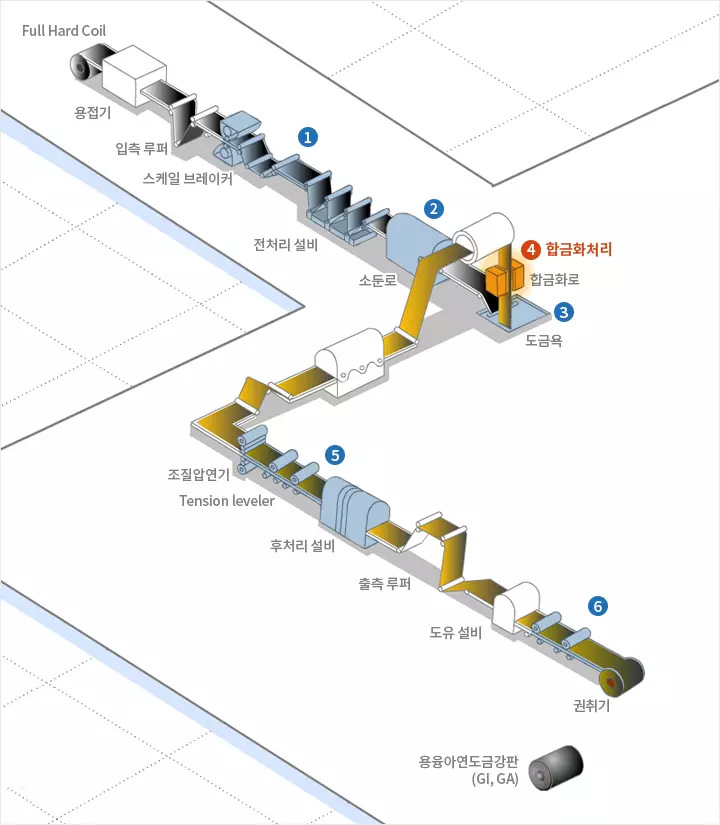 Full Hard Coil
용접기
입측 루퍼
스케일 브레이커
1
전처리 설비
2
소둔로
4 합금화처리
합금화로
3
도금욕
조질압연기
Tension leveler
5
후처리 설비
출측 루퍼
도유 설비
6
권취기
용융아연도금강판
(GI, GA)